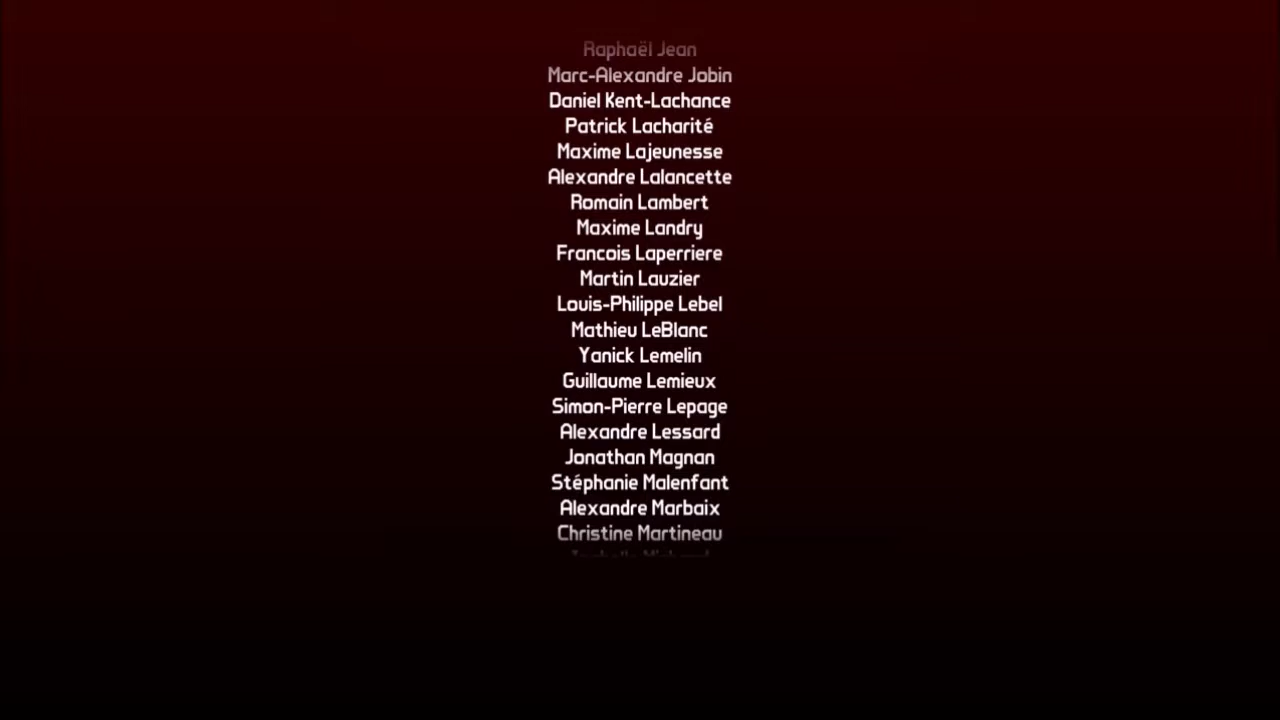 Raphaël Jean
Marc-Alexandre Jobin
Daniel Kent-Lachance
Patrick Lacharité
Maxime Lajeunesse
Alexandre Lalancette
Romain Lambert
Maxime Landry
Francois Laperriere
Martin Lauzier
Louis-Philippe Lebel
Mathieu LeBlanc
Yanick Lemelin
Guillaume Lemieux
Simon-Pierre Lepage
Alexandre Lessard
Jonathan Magnan
Stéphanie Malenfant
Alexandre Marbaix
Christine Martineau